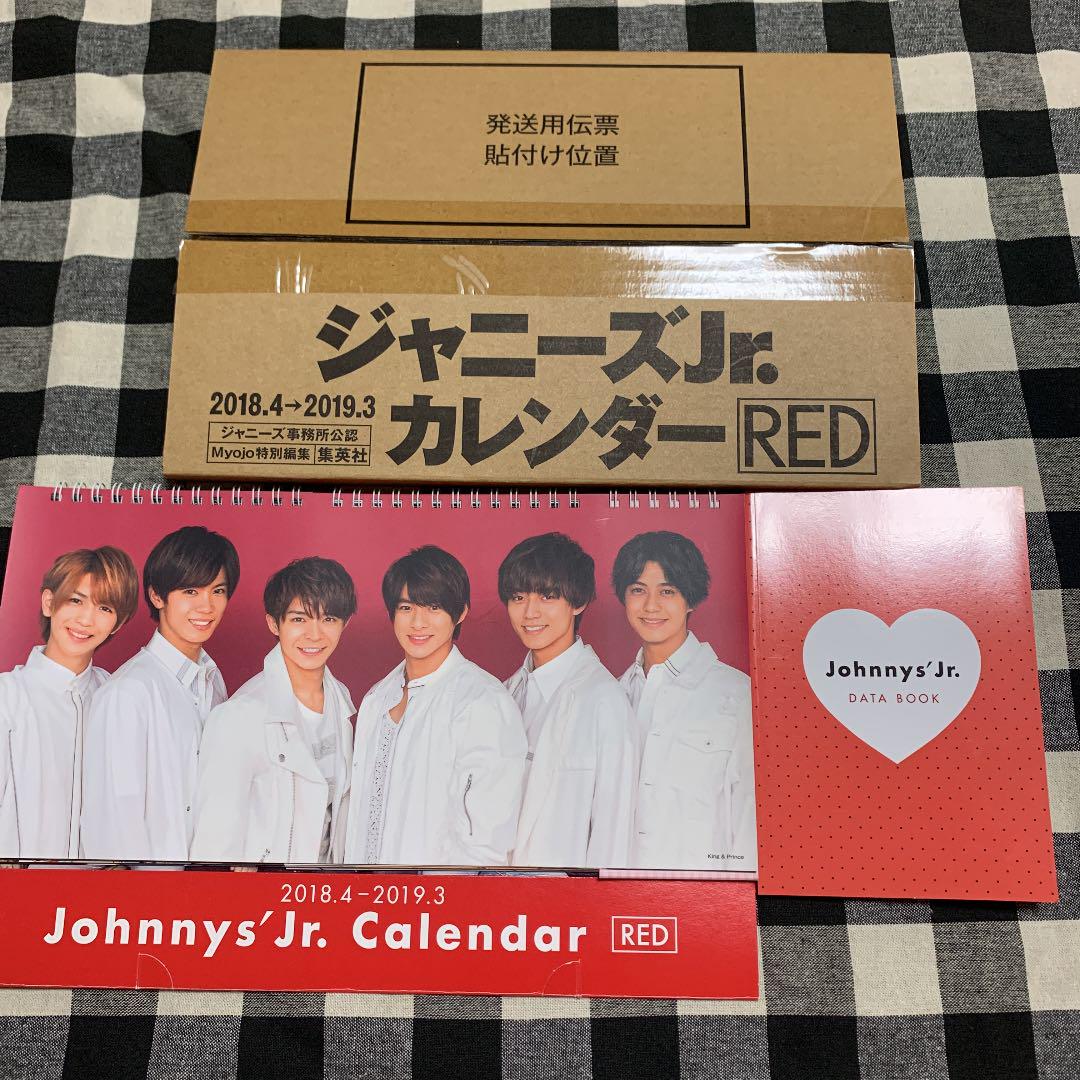 発送用伝票
貼付け位置
ジャニーズJr.
2018.4→2019.3
カレンダー RED
ジャニーズ事務所公認
Myojo特別編集 集英社
King & Prince
2018.4-2019.3
Johnnys'Jr. Calendar RED
Johnnys'Jr.
DATA BOOK